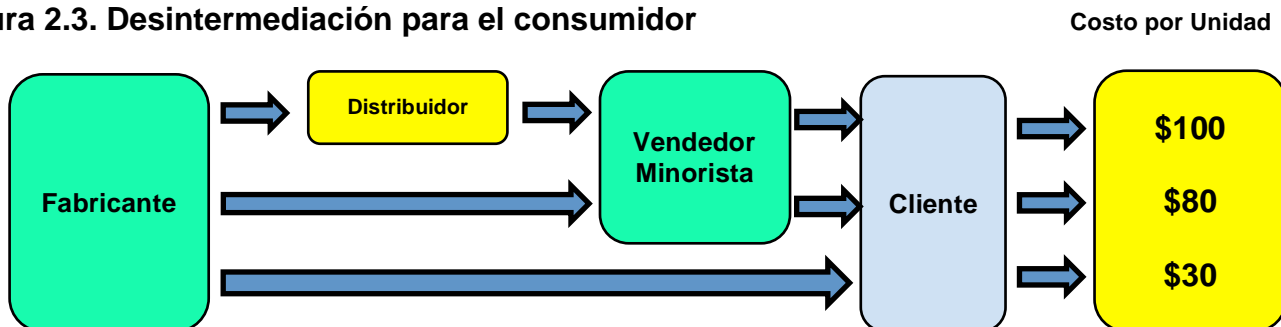 ura 2.3. Desintermediación para el consumidor
Costo por Unidad
Fabricante
Distribuidor
Vendedor
Minorista
Cliente
$100
$80
$30